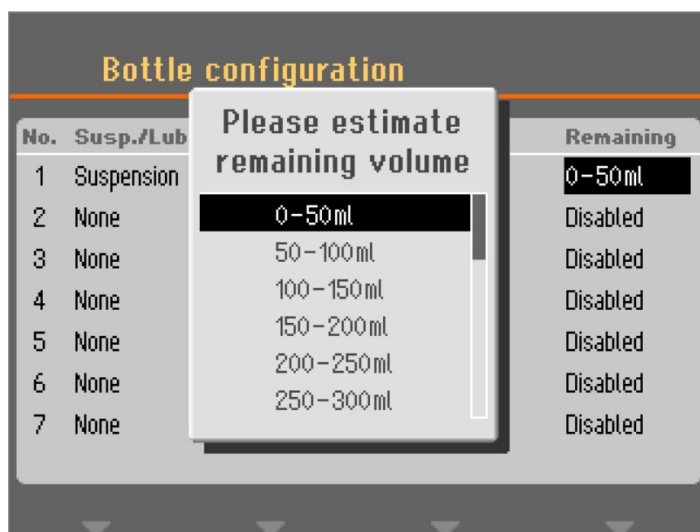 Bottle configuration
Please estimate
remaining volume
No. Susp./Lub Remaining
1 Suspension 0-50ml
2 None Disabled
3 None Disabled
4 None Disabled
5 None Disabled
6 None Disabled
7 None Disabled
0-50ml
50-100ml
100-150ml
150-200ml
200-250ml
250-300ml